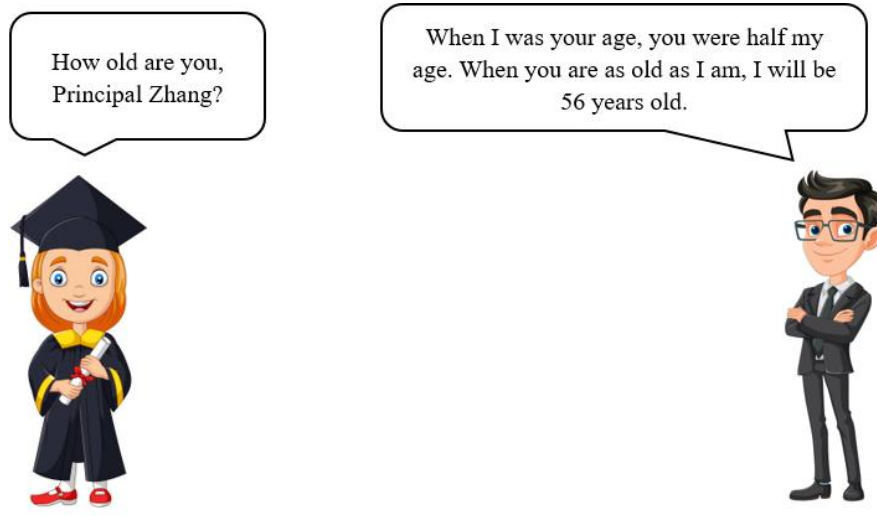 How old are you,
Principal Zhang?
When I was your age, you were half my
age. When you are as old as I am, I will be
56 years old.